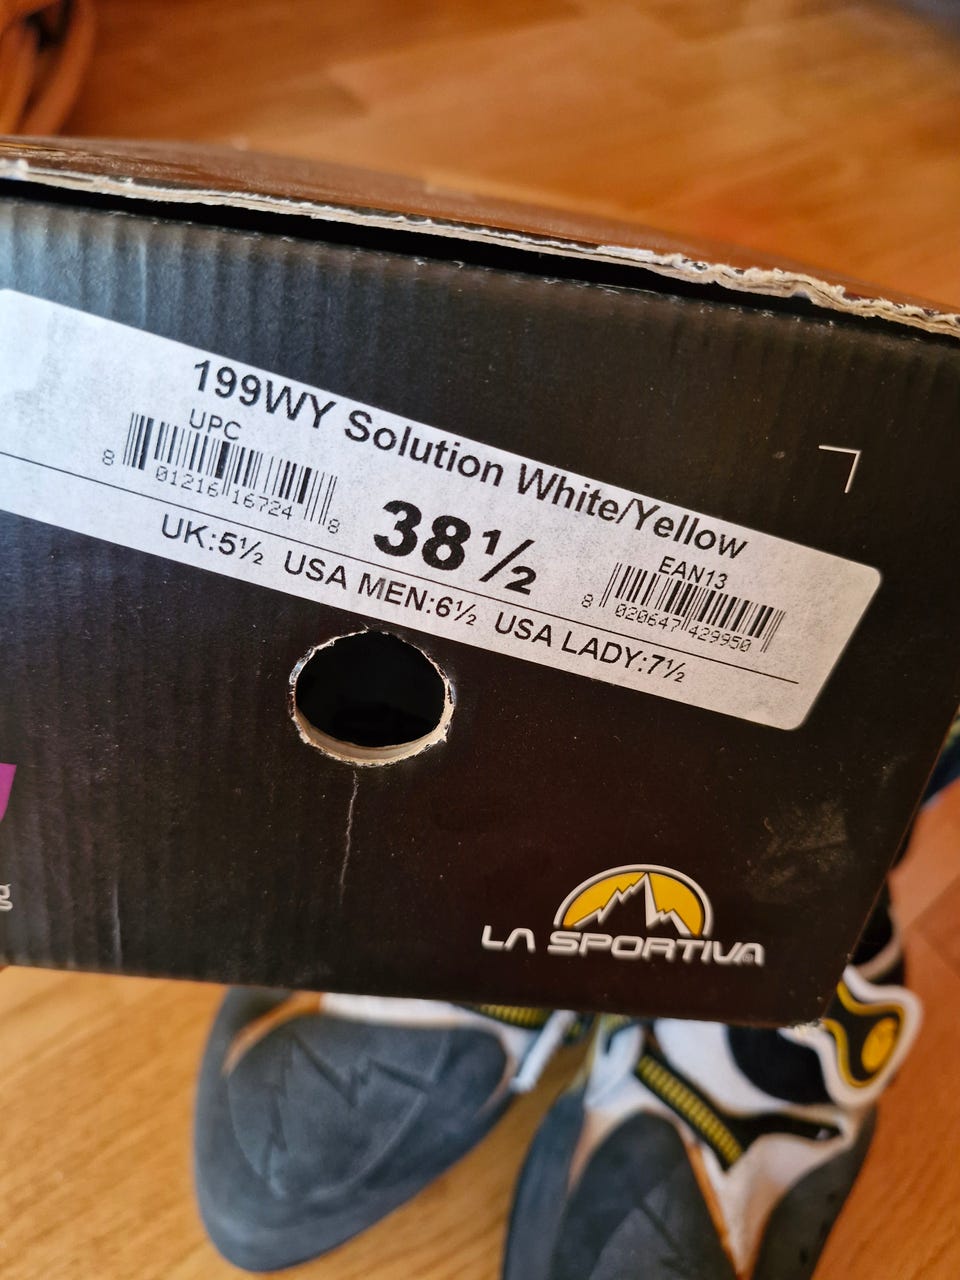 199WY Solution White/Yellow
UPC
8 01216 16724 8
38½
EAN13
8 020647 429950
UK:5½ USA MEN:6½ USA LADY:7½
g
LA SPORTIVA®